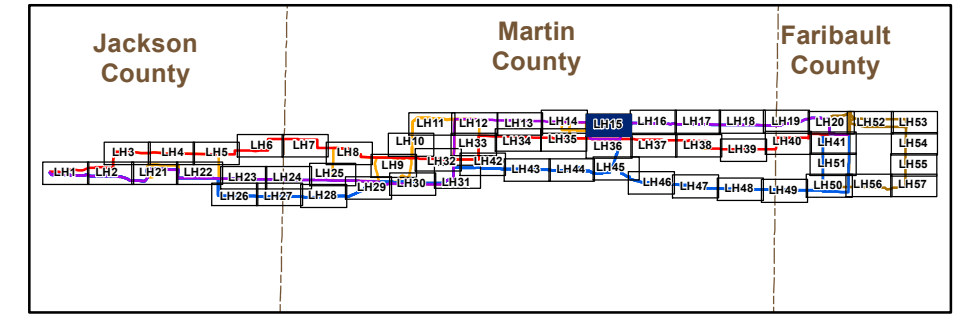 Jackson
County
Martin
County
Faribault
County
LH11 LH12 LH13 LH14 LH15 LH16 LH17 LH18 LH19 LH20 LH52 LH53
LH3 LH4 LH5 LH6 LH7 LH8 LH10 LH33 LH34 LH35 LH36 LH37 LH38 LH39 LH40 LH41 LH54
LH1 LH2 LH21 LH22 LH23 LH24 LH25 LH9 LH32 LH42 LH43 LH44 LH45 LH51 LH55
LH26 LH27 LH28 LH29 LH30 LH31 LH46 LH47 LH48 LH49 LH50 LH56 LH57